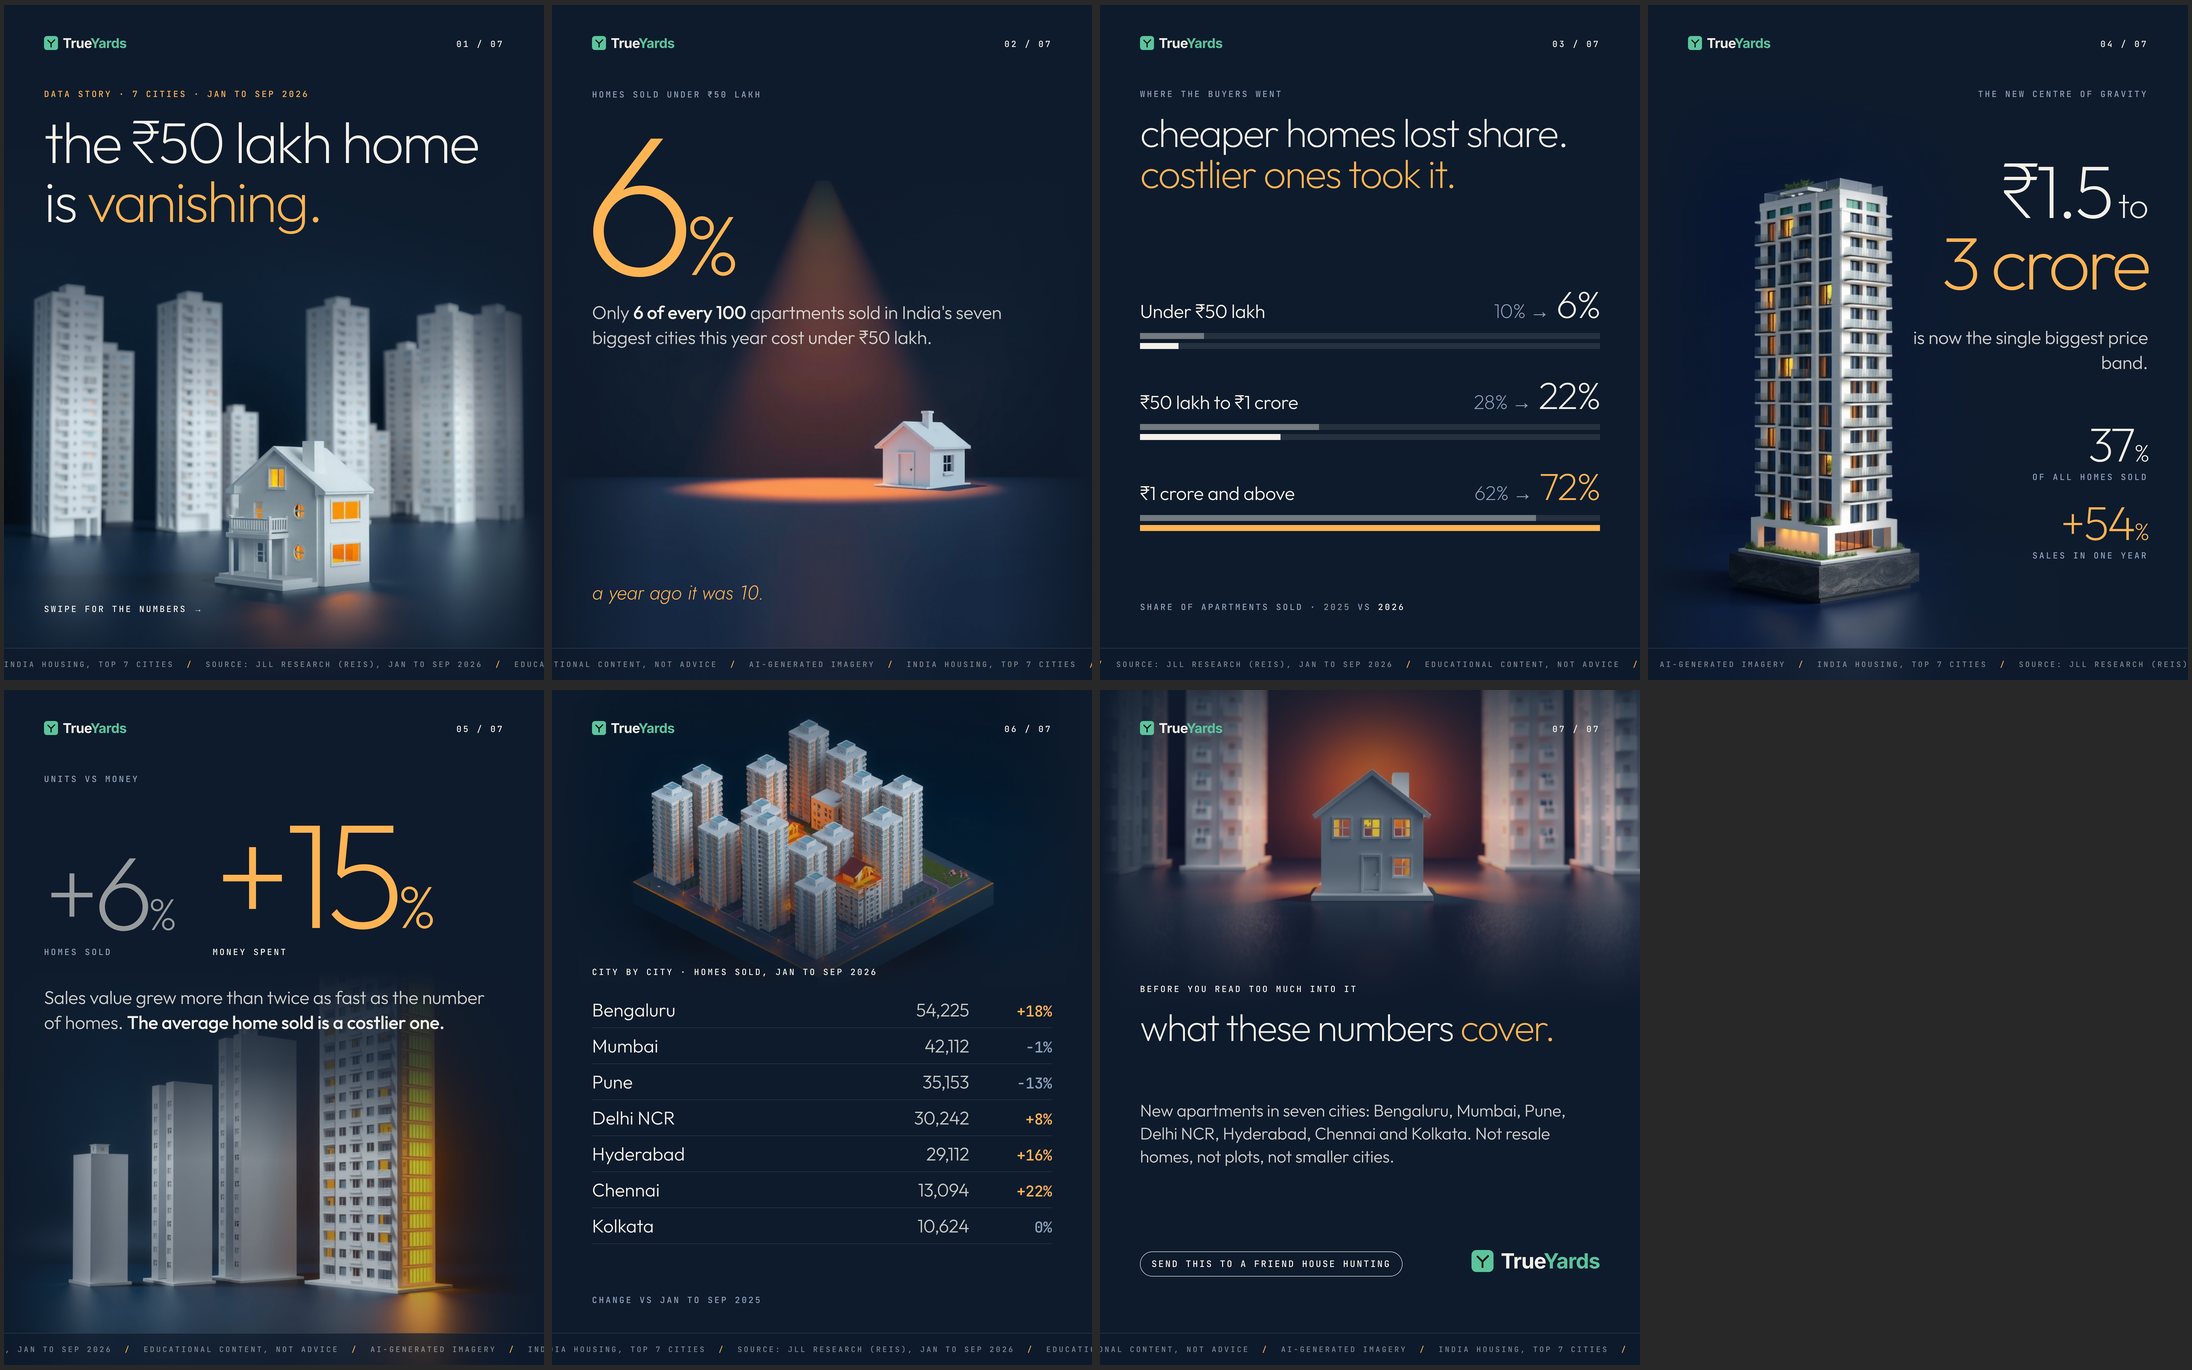 TrueYards
01 / 07
DATA STORY · 7 CITIES · JAN TO SEP 2026
the ₹50 lakh home
is vanishing.
SWIPE FOR THE NUMBERS →
INDIA HOUSING, TOP 7 CITIES / SOURCE: JLL RESEARCH (REIS), JAN TO SEP 2026 / EDUCA
TrueYards
02 / 07
HOMES SOLD UNDER ₹50 LAKH
6%
Only 6 of every 100 apartments sold in India's seven
biggest cities this year cost under ₹50 lakh.
a year ago it was 10.
TIONAL CONTENT, NOT ADVICE / AI-GENERATED IMAGERY / INDIA HOUSING, TOP 7 CITIES /
TrueYards
03 / 07
WHERE THE BUYERS WENT
cheaper homes lost share.
costlier ones took it.
Under ₹50 lakh 10% → 6%
₹50 lakh to ₹1 crore 28% → 22%
₹1 crore and above 62% → 72%
SHARE OF APARTMENTS SOLD · 2025 VS 2026
/ SOURCE: JLL RESEARCH (REIS), JAN TO SEP 2026 / EDUCATIONAL CONTENT, NOT ADVICE /
TrueYards
04 / 07
THE NEW CENTRE OF GRAVITY
₹1.5 to
3 crore
is now the single biggest price
band.
37%
OF ALL HOMES SOLD
+54%
SALES IN ONE YEAR
AI-GENERATED IMAGERY / INDIA HOUSING, TOP 7 CITIES / SOURCE: JLL RESEARCH (REIS)
TrueYards
05 / 07
UNITS VS MONEY
+6% +15%
HOMES SOLD MONEY SPENT
Sales value grew more than twice as fast as the number
of homes. The average home sold is a costlier one.
, JAN TO SEP 2026 / EDUCATIONAL CONTENT, NOT ADVICE / AI-GENERATED IMAGERY / IND
TrueYards
06 / 07
CITY BY CITY · HOMES SOLD, JAN TO SEP 2026
Bengaluru 54,225 +18%
Mumbai 42,112 -1%
Pune 35,153 -13%
Delhi NCR 30,242 +8%
Hyderabad 29,112 +16%
Chennai 13,094 +22%
Kolkata 10,624 0%
CHANGE VS JAN TO SEP 2025
IA HOUSING, TOP 7 CITIES / SOURCE: JLL RESEARCH (REIS), JAN TO SEP 2026 / EDUCATI
TrueYards
07 / 07
BEFORE YOU READ TOO MUCH INTO IT
what these numbers cover.
New apartments in seven cities: Bengaluru, Mumbai, Pune,
Delhi NCR, Hyderabad, Chennai and Kolkata. Not resale
homes, not plots, not smaller cities.
SEND THIS TO A FRIEND HOUSE HUNTING
TrueYards
ONAL CONTENT, NOT ADVICE / AI-GENERATED IMAGERY / INDIA HOUSING, TOP 7 CITIES /